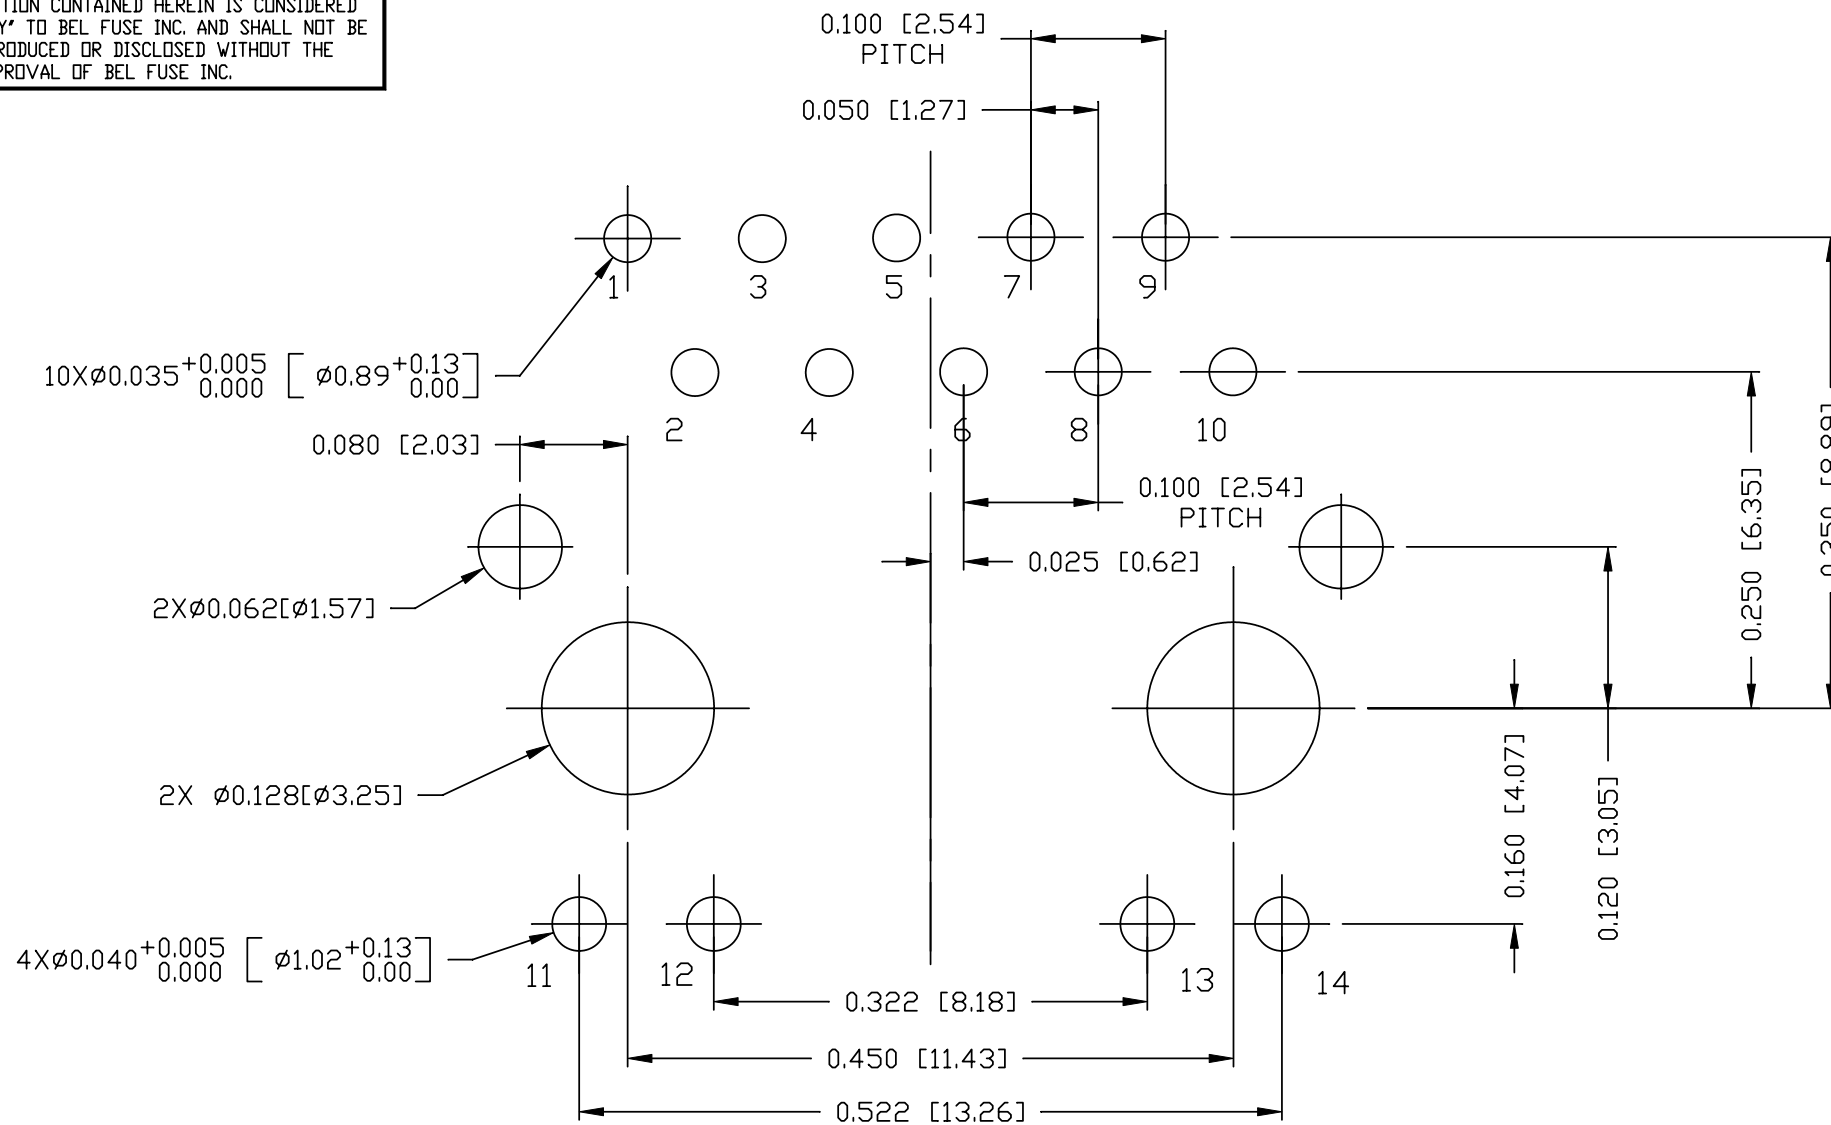 TION CONTAINED HEREIN IS CONSIDERED
Y" TO BEL FUSE INC. AND SHALL NOT BE
RODUCED OR DISCLOSED WITHOUT THE
PROVAL OF BEL FUSE INC.
0.100 [2.54]
PITCH
0.050 [1.27]
1
3
5
7
9
10XØ0.035 +0.005 0.000 [Ø0.89 +0.13 0.00]
2
4
6
8
10
0.080 [2.03]
0.100 [2.54]
PITCH
0.025 [0.62]
2XØ0.062[Ø1.57]
0.250 [6.35]
0.350 [8.89]
2X Ø0.128[Ø3.25]
0.160 [4.07]
0.120 [3.05]
4XØ0.040 +0.005 0.000 [Ø1.02 +0.13 0.00]
11
12
13
14
0.322 [8.18]
0.450 [11.43]
0.522 [13.26]